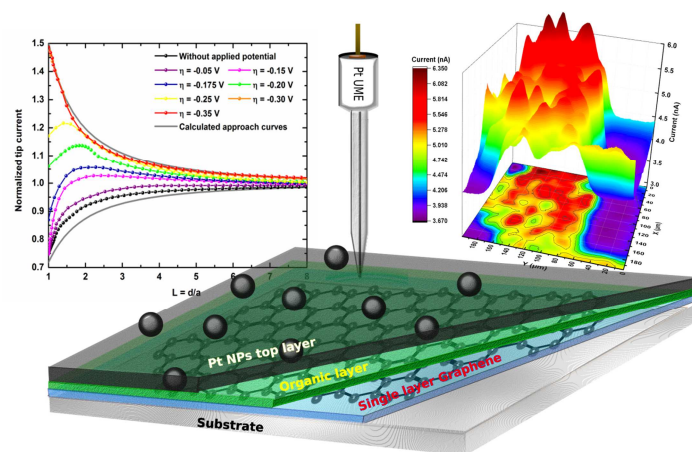 Normalized tip current
1.5
1.4
1.3
1.2
1.1
1.0
0.9
0.8
0.7
Without applied potential
η = -0.05 V
η = -0.15 V
η = -0.175 V
η = -0.20 V
η = -0.25 V
η = -0.30 V
η = -0.35 V
Calculated approach curves
1 2 3 4 5 6 7 8
L = d/a
Pt UME
Current (nA)
6.350
6.082
5.814
5.546
5.278
5.010
4.742
4.474
4.206
3.938
3.670
6.0
5.5
5.0
4.5
4.0
3.5
3.0
Current (nA)
Y (µm)
X (µm)
Pt NPs top layer
Organic layer
Single layer Graphene
Substrate